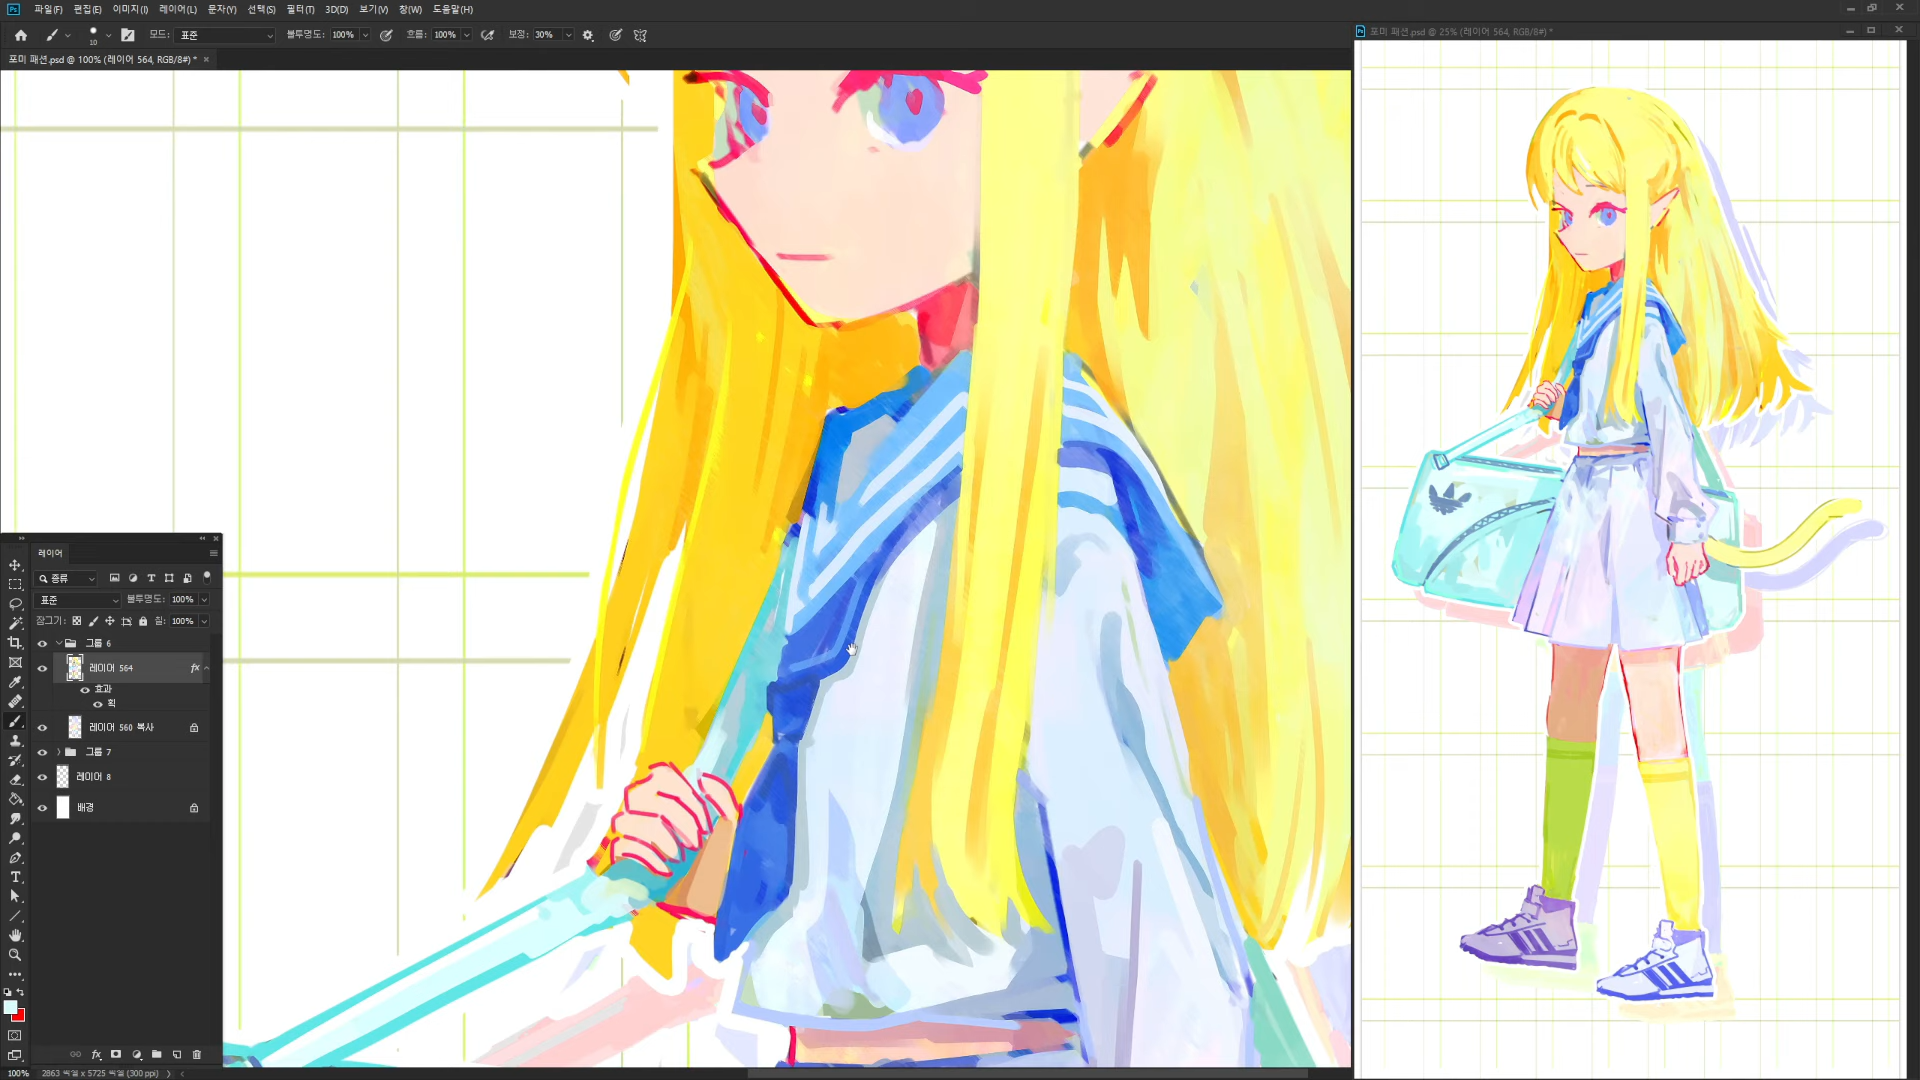 Ps 파일(F) 편집(E) 이미지(I) 레이어(L) 문자(Y) 선택(S) 필터(T) 3D(D) 보기(V) 창(W) 도움말(H)
10 모드: 표준 불투명도: 100% 흐름: 100% 보정: 30%
포미 패션.psd @ 100% (레이어 564, RGB/8#) *
포미 패션.psd @ 25% (레이어 564, RGB/8#) *
레이어
종류
표준 불투명도: 100%
잠그기: 칠: 100%
그룹 6
레이어 564 fx
효과
획
레이어 560 복사
그룹 7
레이어 8
배경
fx
100% 2863 픽셀 x 5725 픽셀 (300 ppi)